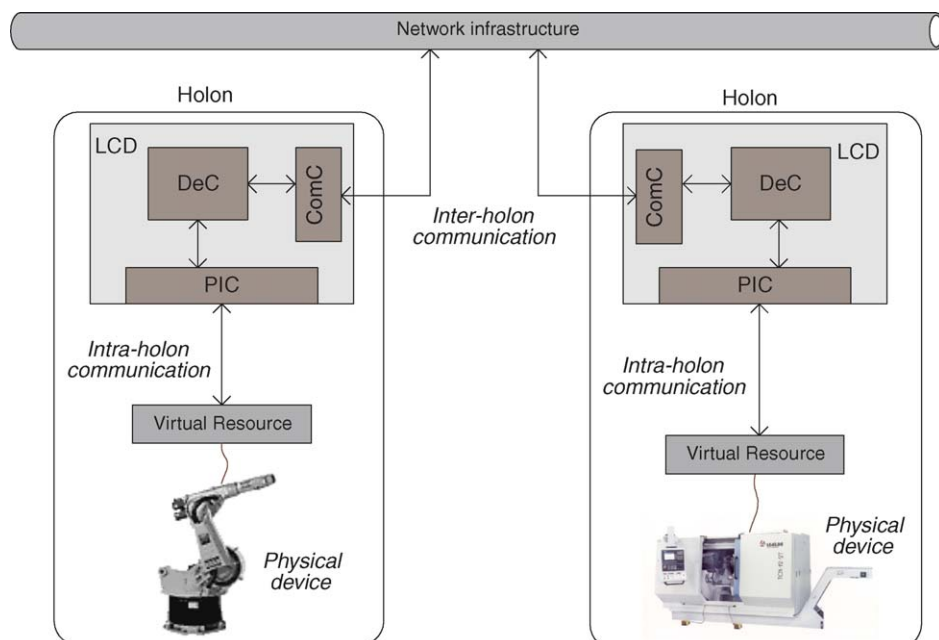 Network infrastructure
Holon
LCD
DeC
ComC
PIC
Intra-holon
communication
Virtual Resource
Physical
device
Inter-holon
communication
Holon
LCD
ComC
DeC
PIC
Intra-holon
communication
Virtual Resource
Physical
device